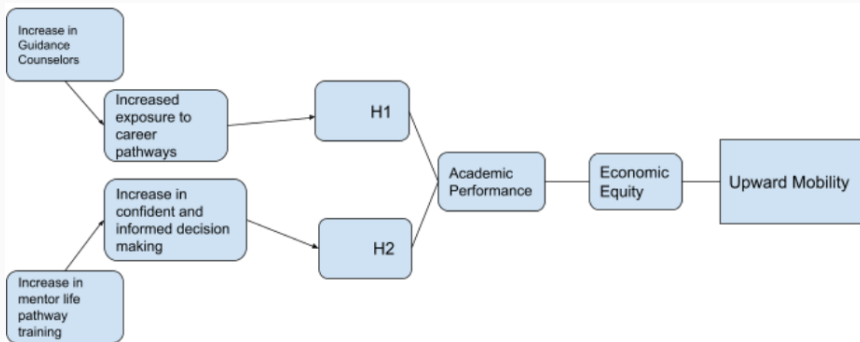 Increase in
Guidance
Counselors
Increased
exposure to
career
pathways
H1
Increase in
confident and
informed decision
making
H2
Increase in
mentor life
pathway
training
Academic
Performance
Economic
Equity
Upward Mobility